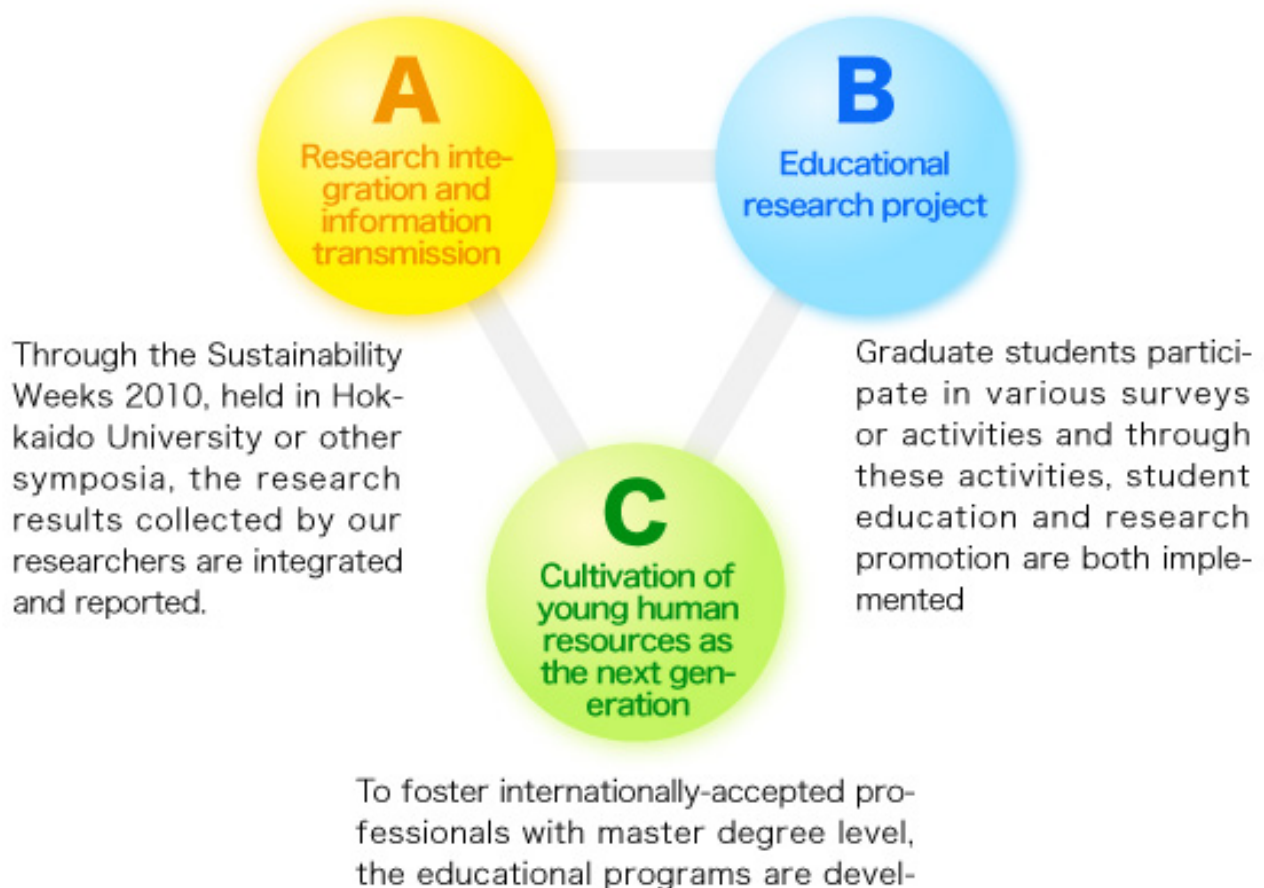 A
Research inte-
gration and
information
transmission
B
Educational
research project
Through the Sustainability
Weeks 2010, held in Hok-
kaido University or other
symposia, the research
results collected by our
researchers are integrated
and reported.
Graduate students partici-
pate in various surveys
or activities and through
these activities, student
education and research
promotion are both imple-
mented
C
Cultivation of
young human
resources as
the next gen-
eration
To foster internationally-accepted pro-
fessionals with master degree level,
the educational programs are devel-